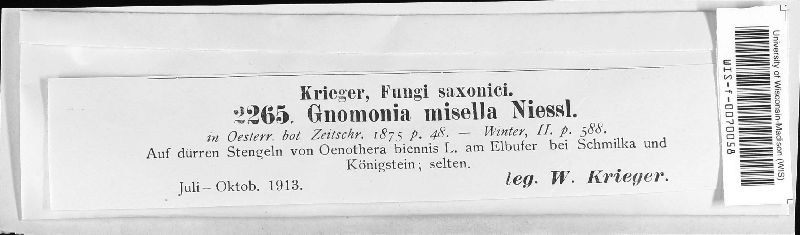 Krieger, Fungi saxonici.
2265. Gnomonia misella Niessl.
in Oesterr. bot Zeitschr. 1875 p. 48. — Winter, II. p. 588.
Auf dürren Stengeln von Oenothera biennis L. am Elbufer bei Schmilka und
Königstein; selten.
Juli – Oktob. 1913.
leg. W. Krieger.
University of Wisconsin-Madison (WIS)
WIS-f-0070058